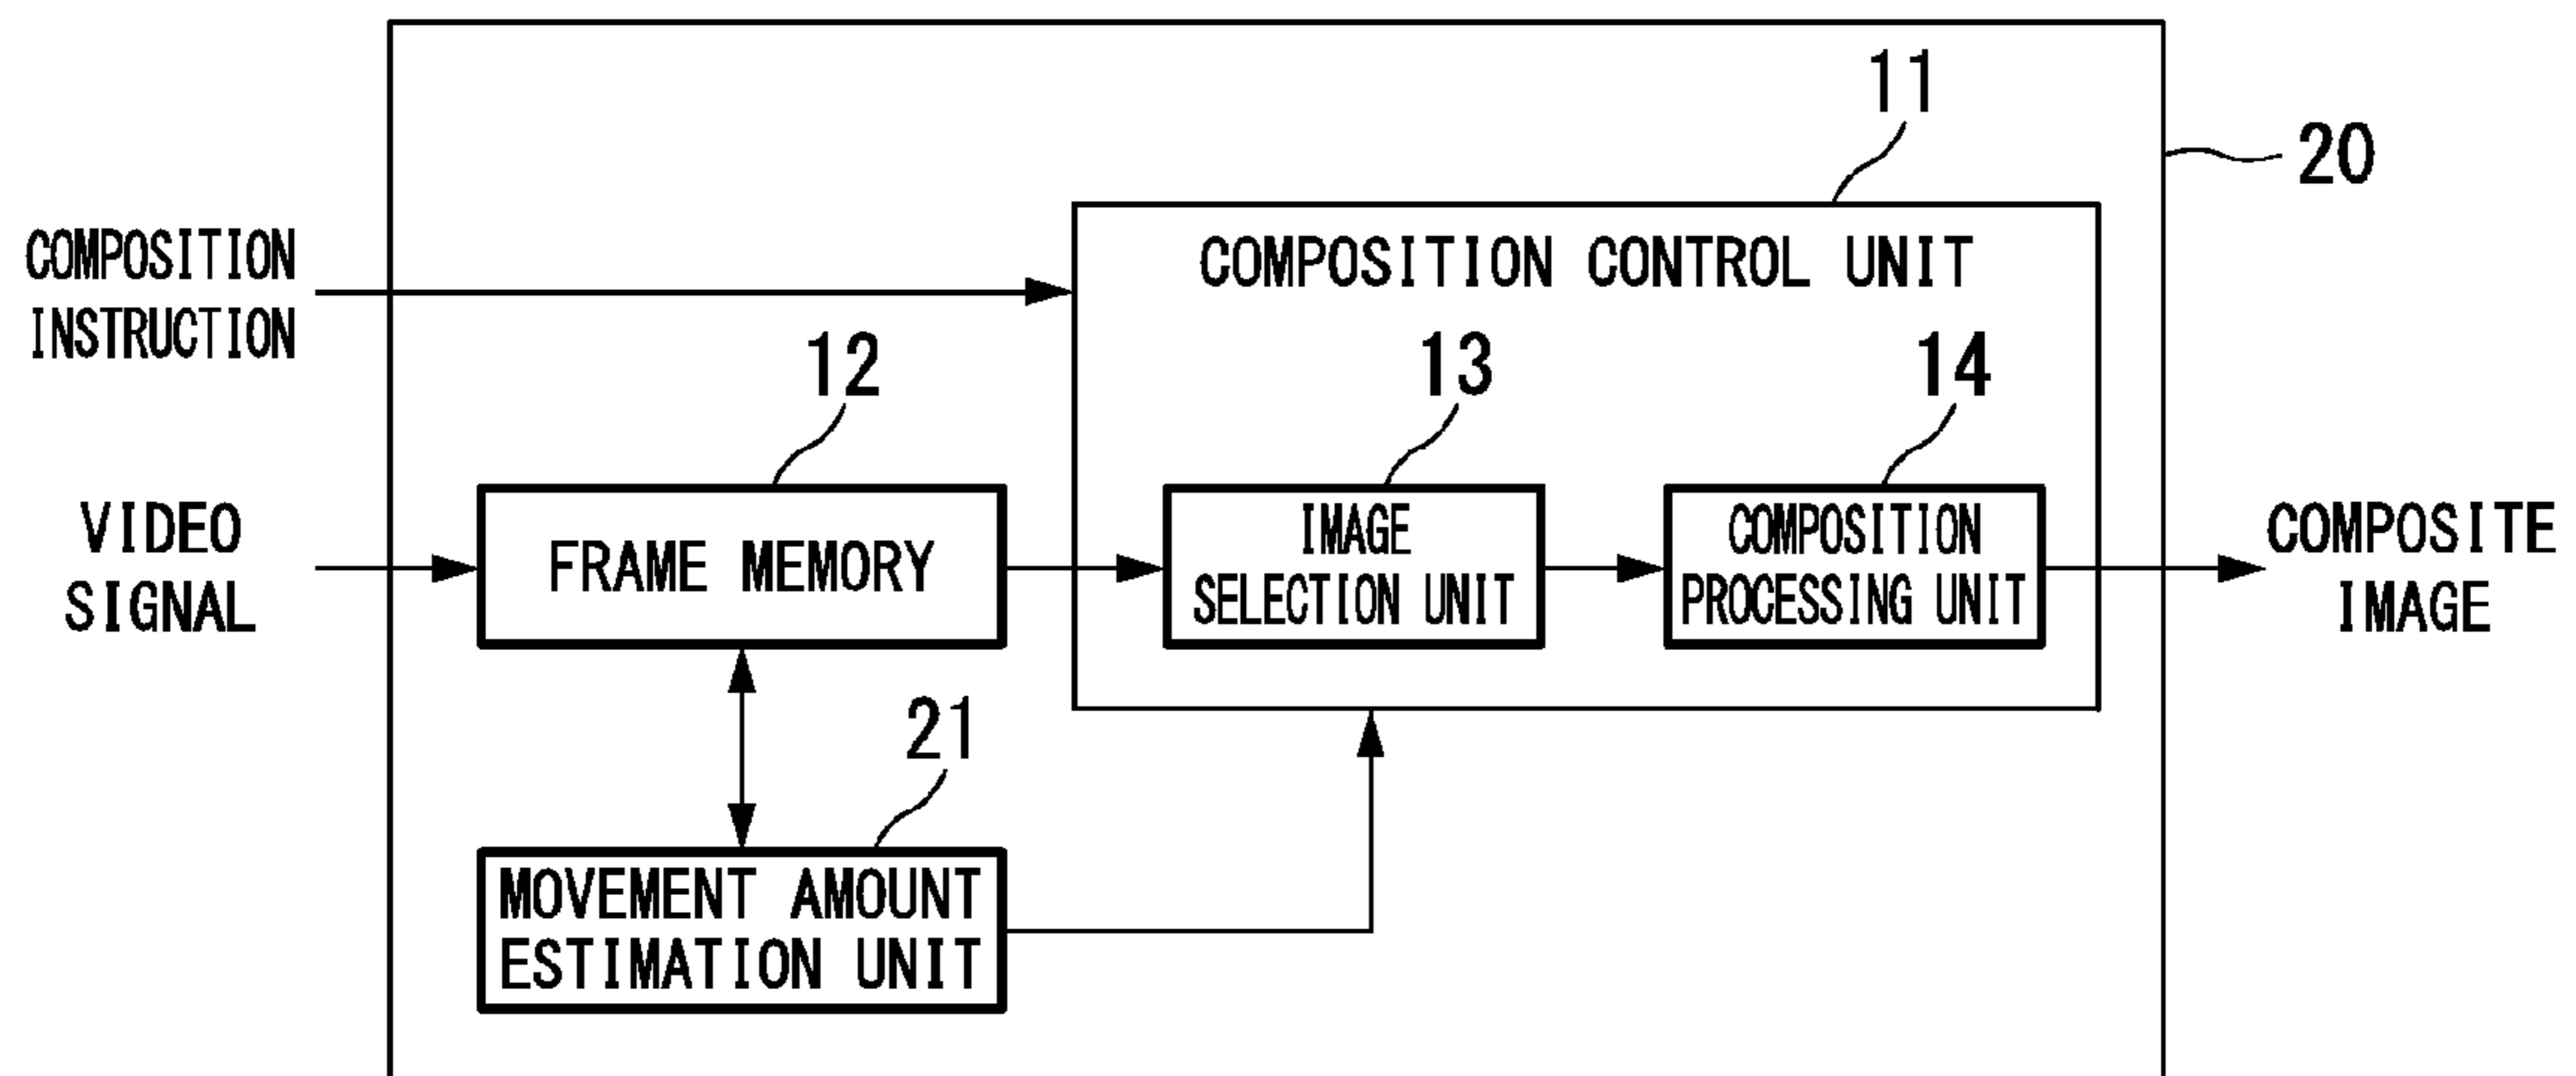 11
20
COMPOSITION
INSTRUCTION
COMPOSITION CONTROL UNIT
12
13
14
VIDEO
SIGNAL
FRAME MEMORY
IMAGE
SELECTION UNIT
COMPOSITION
PROCESSING UNIT
COMPOSITE
IMAGE
21
MOVEMENT AMOUNT
ESTIMATION UNIT